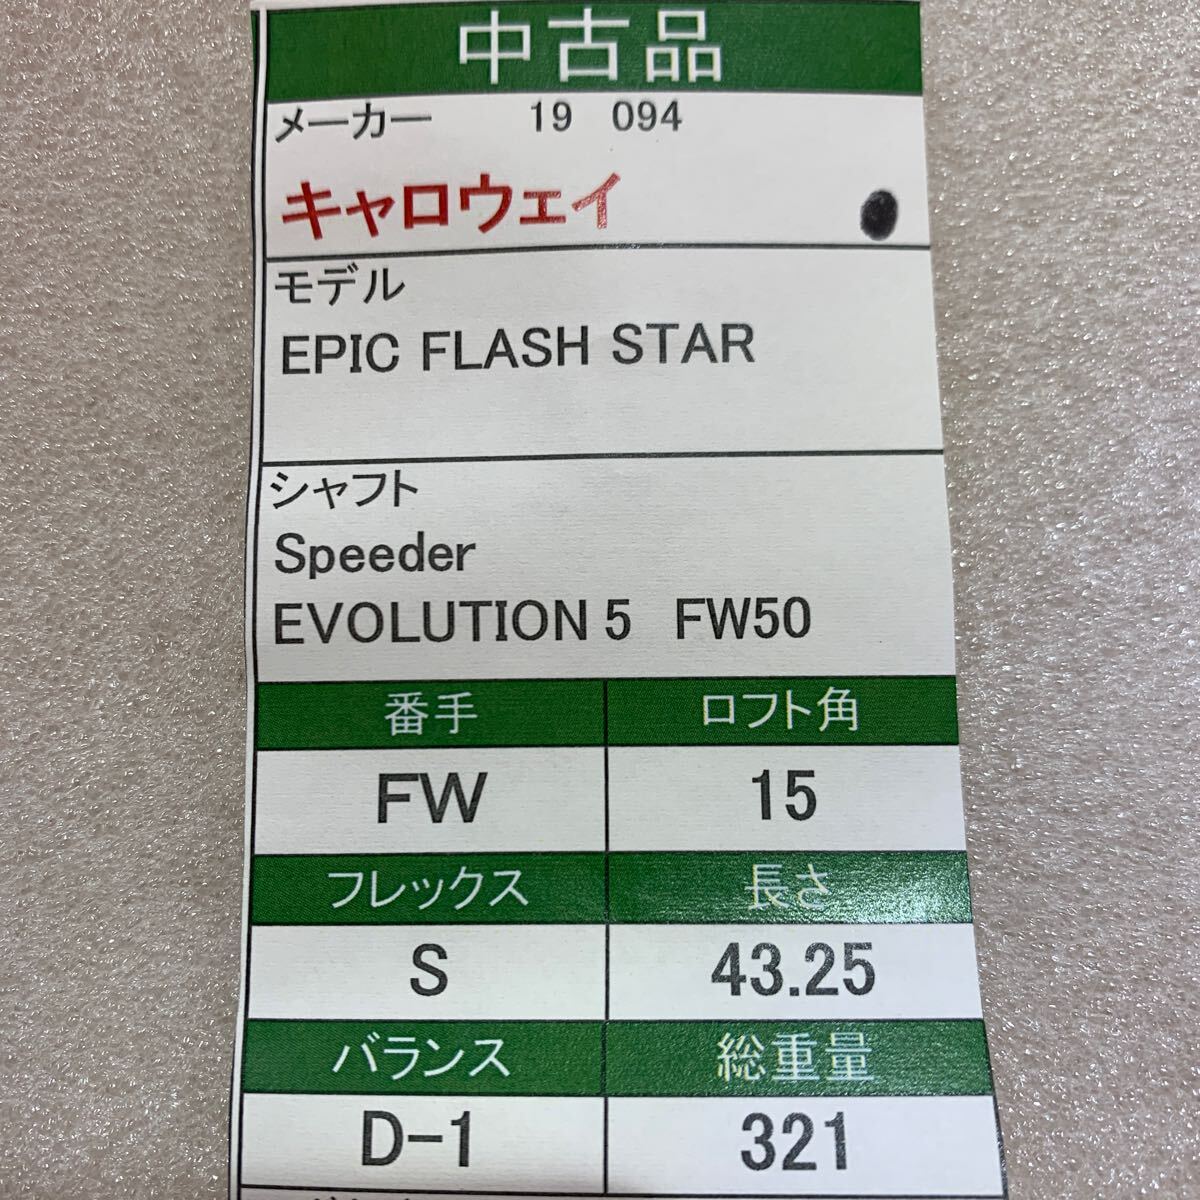 中古品
メーカー 19 094
キャロウェイ
モデル
EPIC FLASH STAR
シャフト
Speeder
EVOLUTION 5 FW50
番手 ロフト角
FW 15
フレックス 長さ
S 43.25
バランス 総重量
D-1 321